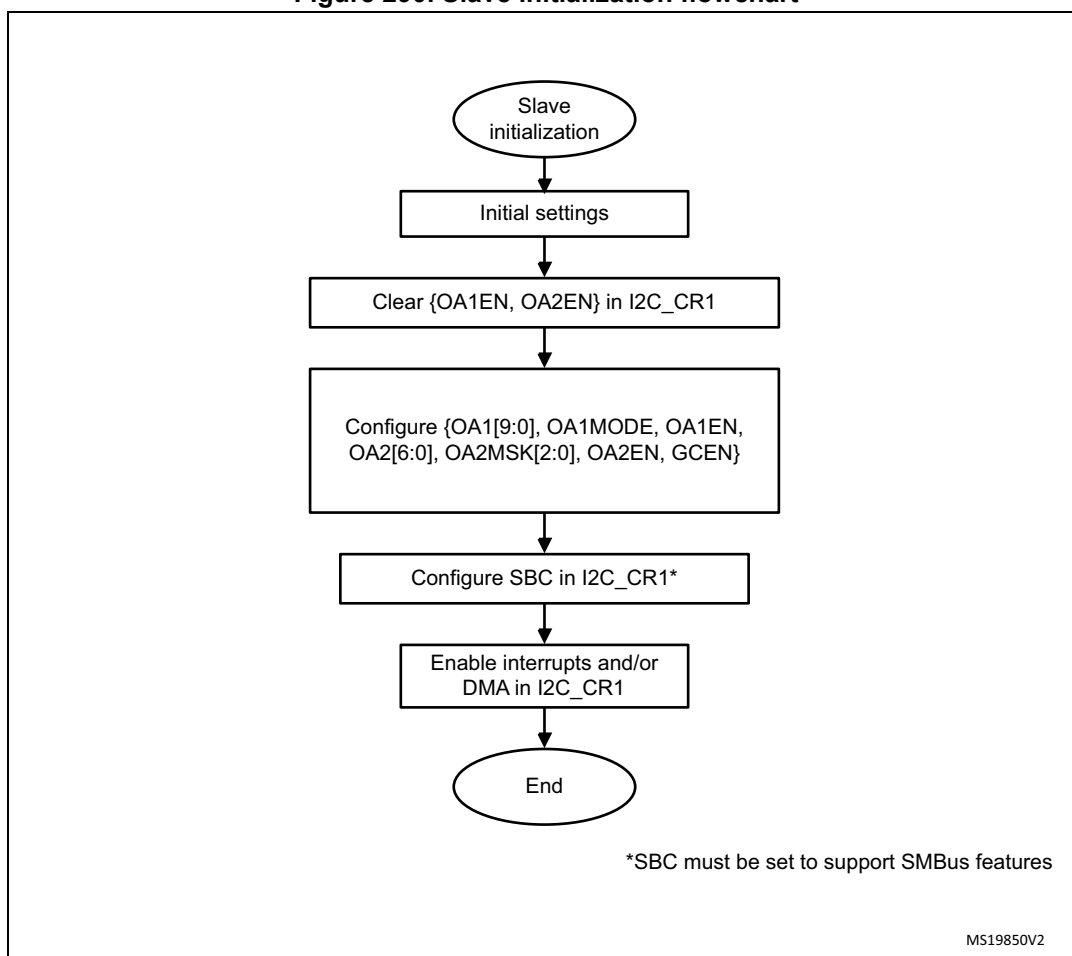 Slave
initialization
Initial settings
Clear {OA1EN, OA2EN} in I2C_CR1
Configure {OA1[9:0], OA1MODE, OA1EN,
OA2[6:0], OA2MSK[2:0], OA2EN, GCEN}
Configure SBC in I2C_CR1*
Enable interrupts and/or
DMA in I2C_CR1
End
*SBC must be set to support SMBus features
MS19850V2